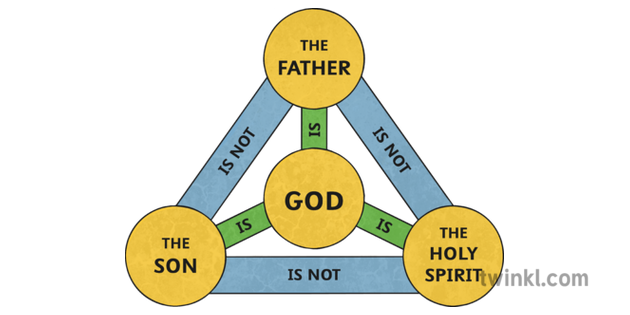 THE
FATHER
IS NOT
IS
IS NOT
GOD
IS
IS
THE
SON
IS NOT
THE
HOLY
SPIRIT
twinkl.com